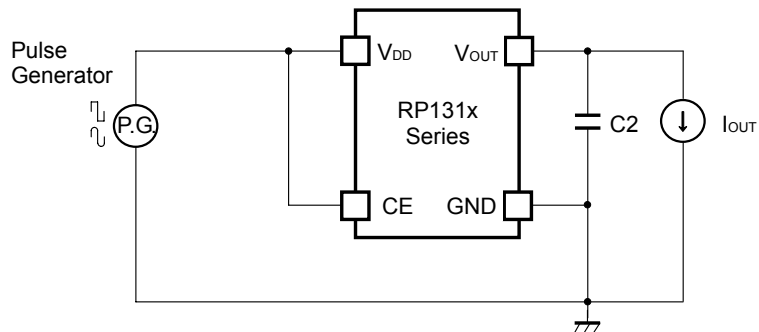 Pulse
Generator
P.G.
VDD
VOUT
RP131x
Series
C2
IOUT
CE
GND